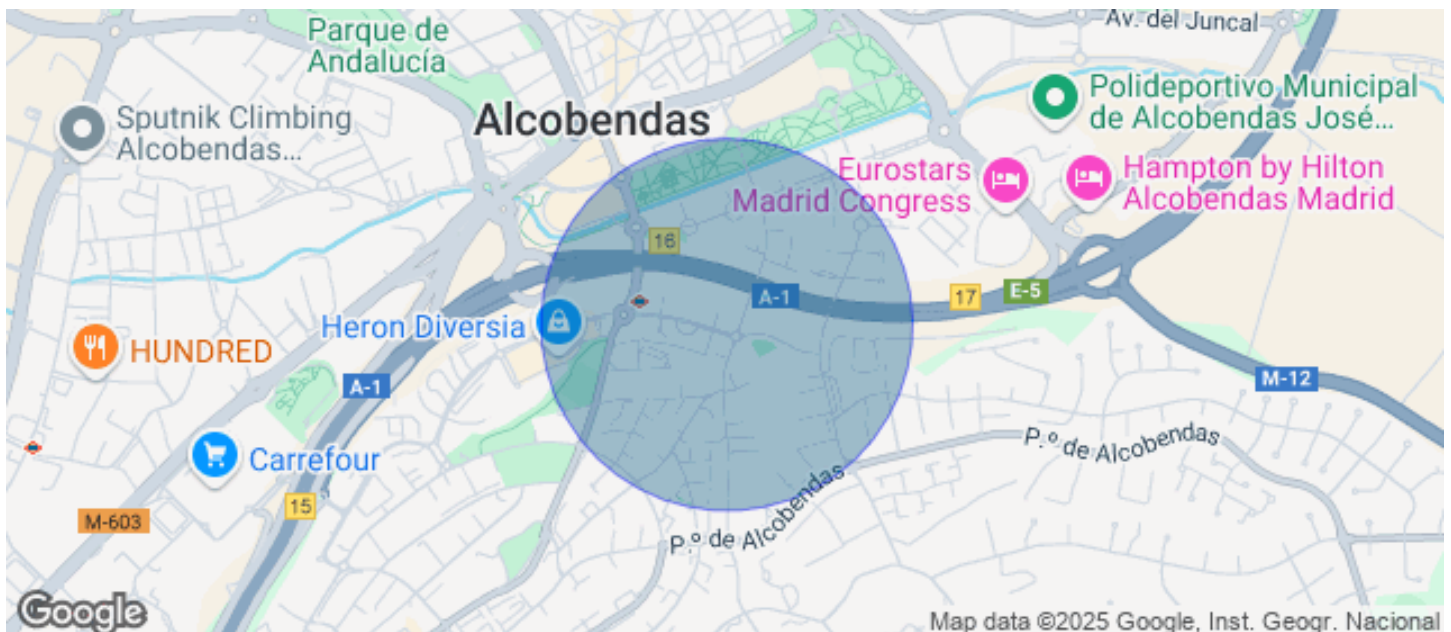 Av. del Juncal
Parque de
Andalucía
Sputnik Climbing
Alcobendas...
Alcobendas
Polideportivo Municipal
de Alcobendas José...
Eurostars
Madrid Congress
Hampton by Hilton
Alcobendas Madrid
16
A-1
17
E-5
Heron Diversia
HUNDRED
A-1
M-12
P.º de Alcobendas
Carrefour
15
M-603
P.º de Alcobendas
Google
Map data ©2025 Google, Inst. Geogr. Nacional